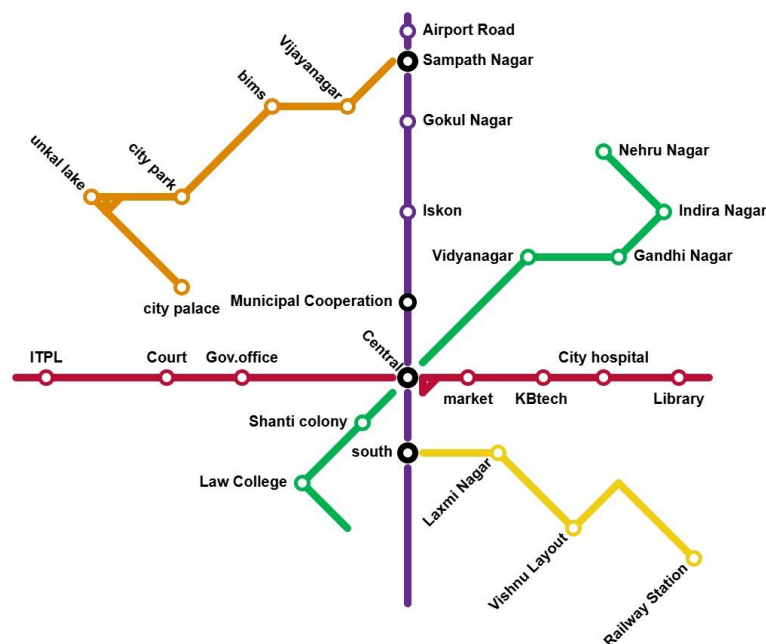 Airport Road
Sampath Nagar
Vijayanagar
bims
Gokul Nagar
Nehru Nagar
city park
unkal lake
Iskon
Indira Nagar
Vidyanagar
Gandhi Nagar
Municipal Cooperation
city palace
Central
ITPL
Court
Gov.office
City hospital
market
KBtech
Library
Shanti colony
south
Law College
Laxmi Nagar
Vishnu Layout
Railway Station